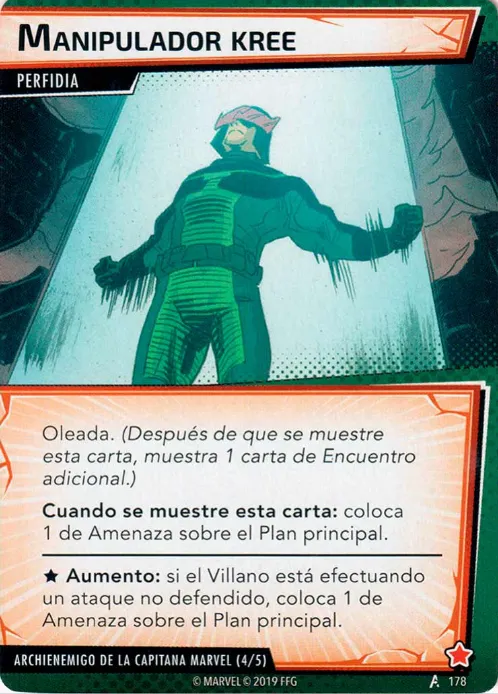 MANIPULADOR KREE
PERFIDIA
Oleada. (Después de que se muestre
esta carta, muestra 1 carta de Encuentro
adicional.)
Cuando se muestre esta carta: coloca
1 de Amenaza sobre el Plan principal.
★ Aumento: si el Villano está efectuando
un ataque no defendido, coloca 1 de
Amenaza sobre el Plan principal.
ARCHIENEMIGO DE LA CAPITANA MARVEL (4/5)
© MARVEL © 2019 FFG
178